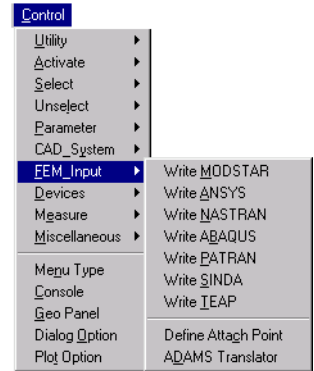 Control
Utility
Activate
Select
Unselect
Parameter
CAD_System
FEM_Input
Devices
Measure
Miscellaneous
Menu Type
Console
Geo Panel
Dialog Option
Plot Option
Write MODSTAR
Write ANSYS
Write NASTRAN
Write ABAQUS
Write PATRAN
Write SINDA
Write TEAP
Define Attach Point
ADAMS Translator